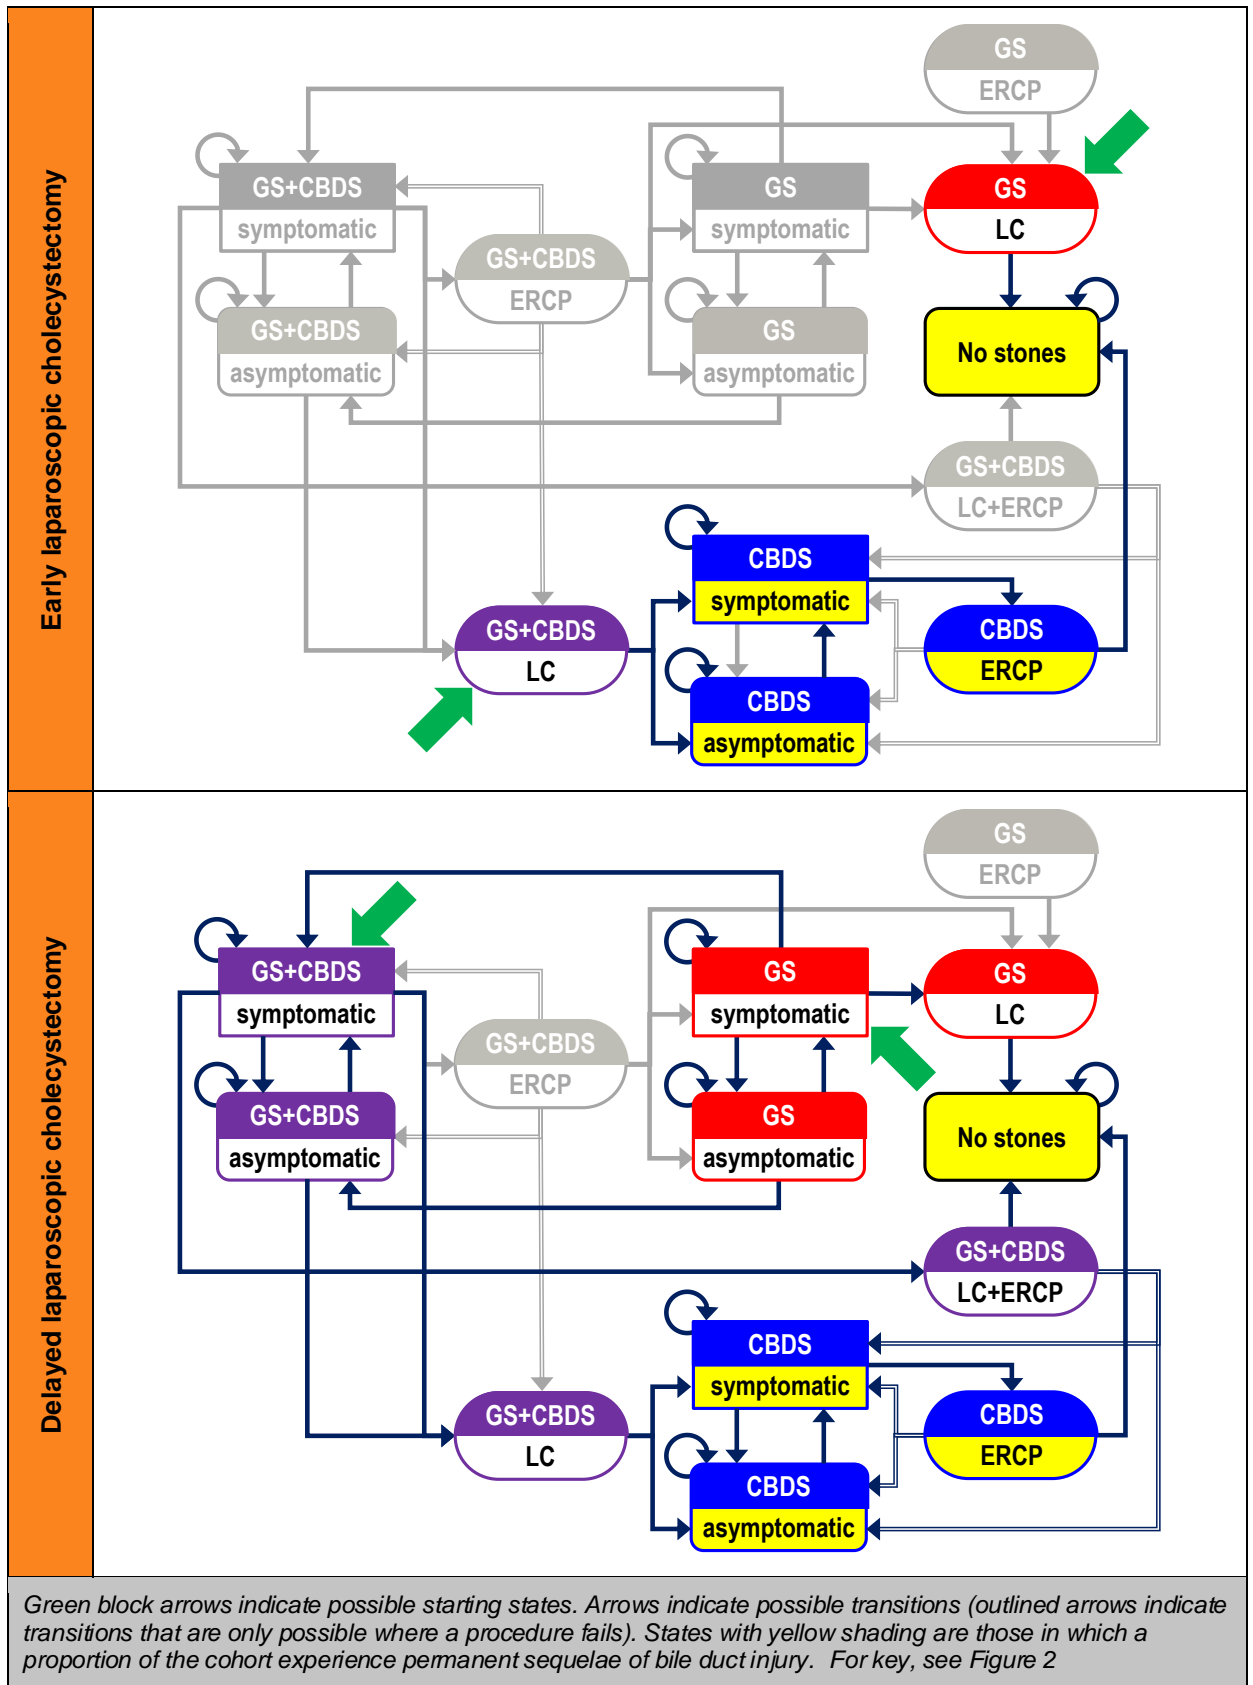 Early laparoscopic cholecystectomy
GS
ERCP
GS+CBDS
symptomatic
GS
symptomatic
GS
LC
GS+CBDS
ERCP
GS+CBDS
asymptomatic
GS
asymptomatic
No stones
GS+CBDS
LC+ERCP
CBDS
symptomatic
GS+CBDS
LC
CBDS
ERCP
CBDS
asymptomatic
Delayed laparoscopic cholecystectomy
GS
ERCP
GS+CBDS
symptomatic
GS
symptomatic
GS
LC
GS+CBDS
ERCP
GS+CBDS
asymptomatic
GS
asymptomatic
No stones
GS+CBDS
LC+ERCP
CBDS
symptomatic
GS+CBDS
LC
CBDS
ERCP
CBDS
asymptomatic
Green block arrows indicate possible starting states. Arrows indicate possible transitions (outlined arrows indicate
transitions that are only possible where a procedure fails). States with yellow shading are those in which a
proportion of the cohort experience permanent sequelae of bile duct injury. For key, see Figure 2